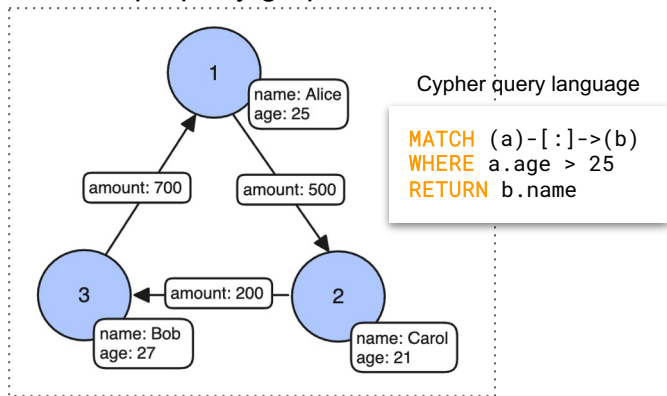 1
name: Alice
age: 25
Cypher query language
MATCH (a)-[:]->(b)
WHERE a.age > 25
RETURN b.name
amount: 700
amount: 500
3
amount: 200
2
name: Bob
age: 27
name: Carol
age: 21